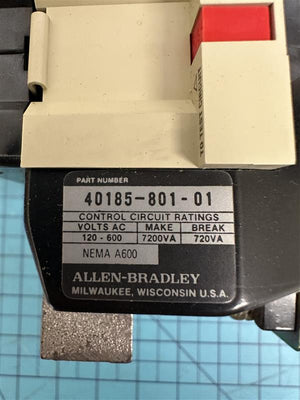 PART NUMBER
40185-801-01
CONTROL CIRCUIT RATINGS
VOLTS AC MAKE BREAK
120-600 7200VA 720VA
NEMA A600
ALLEN-BRADLEY
MILWAUKEE, WISCONSIN U.S.A.